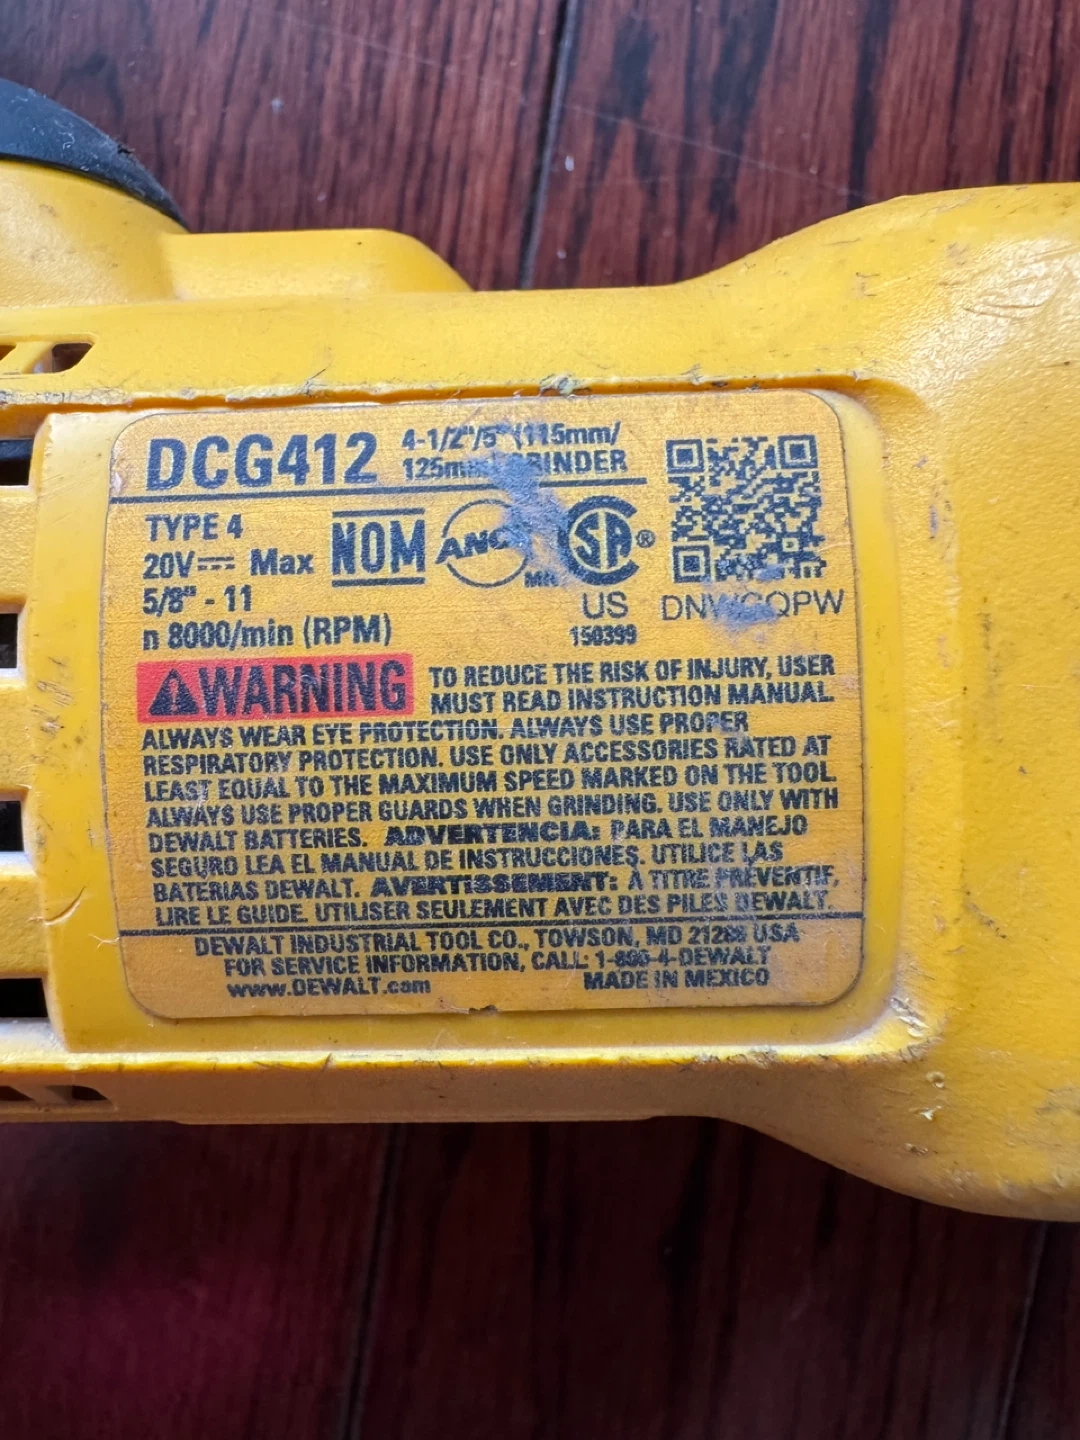 DCG412 4-1/2"/5" (115mm/
125mm) GRINDER
TYPE 4
20V Max
5/8" - 11
n 8000/min (RPM)
NOM
ANCE
MR
SA®
US
150399
WARNING TO REDUCE THE RISK OF INJURY, USER
MUST READ INSTRUCTION MANUAL.
ALWAYS WEAR EYE PROTECTION. ALWAYS USE PROPER
RESPIRATORY PROTECTION. USE ONLY ACCESSORIES RATED AT
LEAST EQUAL TO THE MAXIMUM SPEED MARKED ON THE TOOL.
ALWAYS USE PROPER GUARDS WHEN GRINDING. USE ONLY WITH
DEWALT BATTERIES. ADVERTENCIA: PARA EL MANEJO
SEGURO LEA EL MANUAL DE INSTRUCCIONES. UTILICE LAS
BATERIAS DEWALT. AVERTISSEMENT: À TITRE PRÉVENTIF,
LIRE LE GUIDE. UTILISER SEULEMENT AVEC DES PILES DEWALT.
DEWALT INDUSTRIAL TOOL CO., TOWSON, MD 21286 USA
FOR SERVICE INFORMATION, CALL: 1-800-4-DEWALT
www.DEWALT.com MADE IN MEXICO